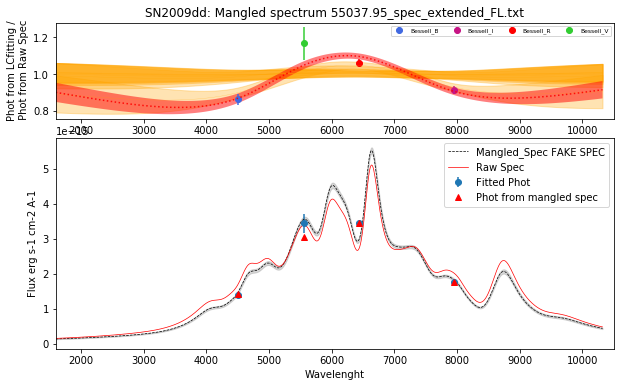 SN2009dd: Mangled spectrum 55037.95_spec_extended_FL.txt
Phot from LCfitting /
Phot from Raw Spec
1.2
1.0
0.8
Bessell_B
Bessell_I
Bessell_R
Bessell_V
2000 3000 4000 5000 6000 7000 8000 9000 10000
Flux erg s-1 cm-2 A-1
5
4
3
2
1
0
Mangled_Spec FAKE SPEC
Raw Spec
Fitted Phot
Phot from mangled spec
2000 3000 4000 5000 6000 7000 8000 9000 10000
Wavelenght